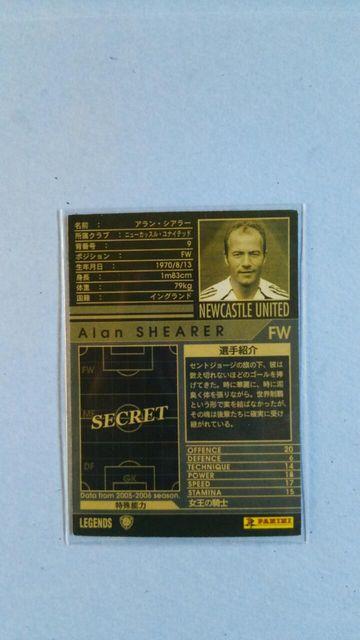 名前 : アラン・シアラー
所属クラブ : ニューカッスル・ユナイテッド
背番号 : 9
ポジション : FW
生年月日 : 1970/8/13
身長 : 1m83cm
体重 : 79kg
国籍 : イングランド
NEWCASTLE UNITED
Alan SHEARER FW
FW
MF
DF
GK
SECRET
Data from 2005-2006 season.
特殊能力
選手紹介
セントジョージの旗の下、彼は
数え切れないほどのゴールを捧
げてきた。時に華麗に、時に泥
臭く体を張りながら。世界制覇
という形で実を結ばなかったが、
その魂は後輩たちに確実に受け
継がれている。
OFFENCE 20
DEFENCE 6
TECHNIQUE 14
POWER 18
SPEED 17
STAMINA 15
女王の騎士
LEGENDS
PANINI